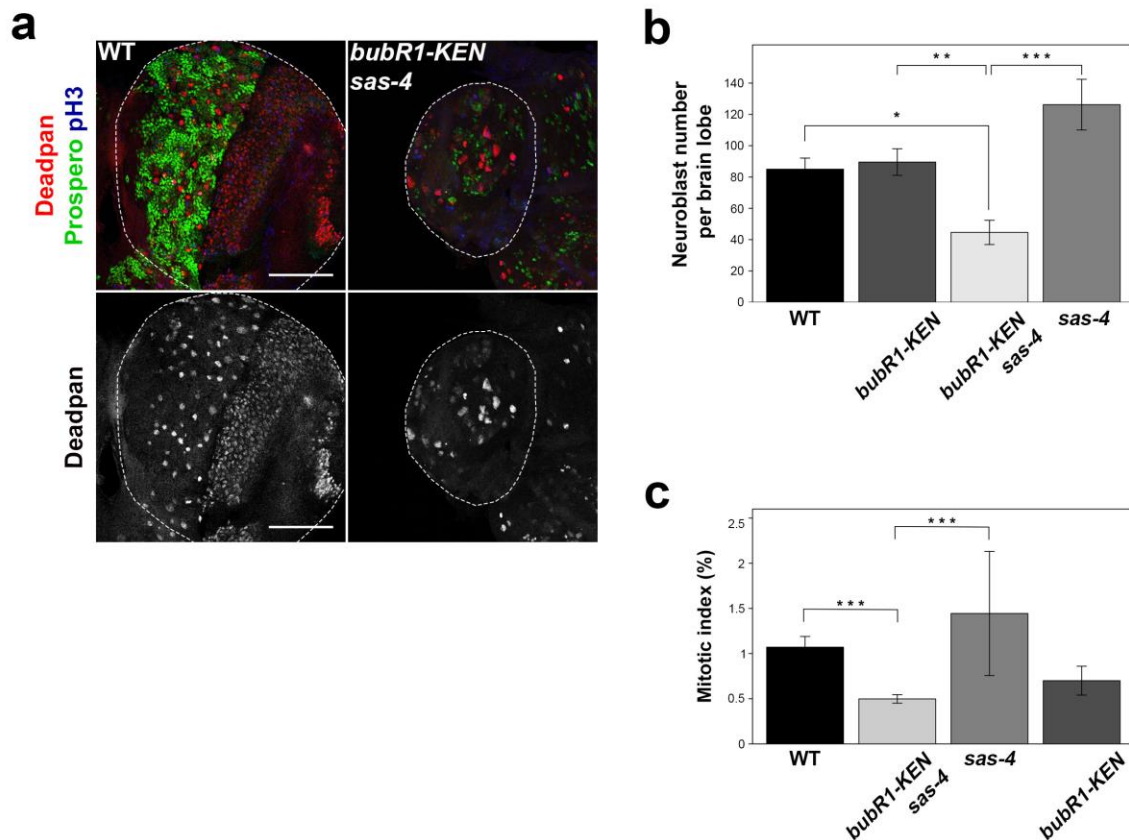 a
WT
bubR1-KEN
sas-4
Deadpan
Prospero pH3
Deadpan
b
Neuroblast number
per brain lobe
140
120
100
80
60
40
20
0
* *
* * *
*
WT
bubR1-KEN
bubR1-KEN
sas-4
sas-4
c
Mitotic index (%)
2.5
2
1.5
1
0.5
0
* * *
* * *
WT
bubR1-KEN
sas-4
sas-4
bubR1-KEN